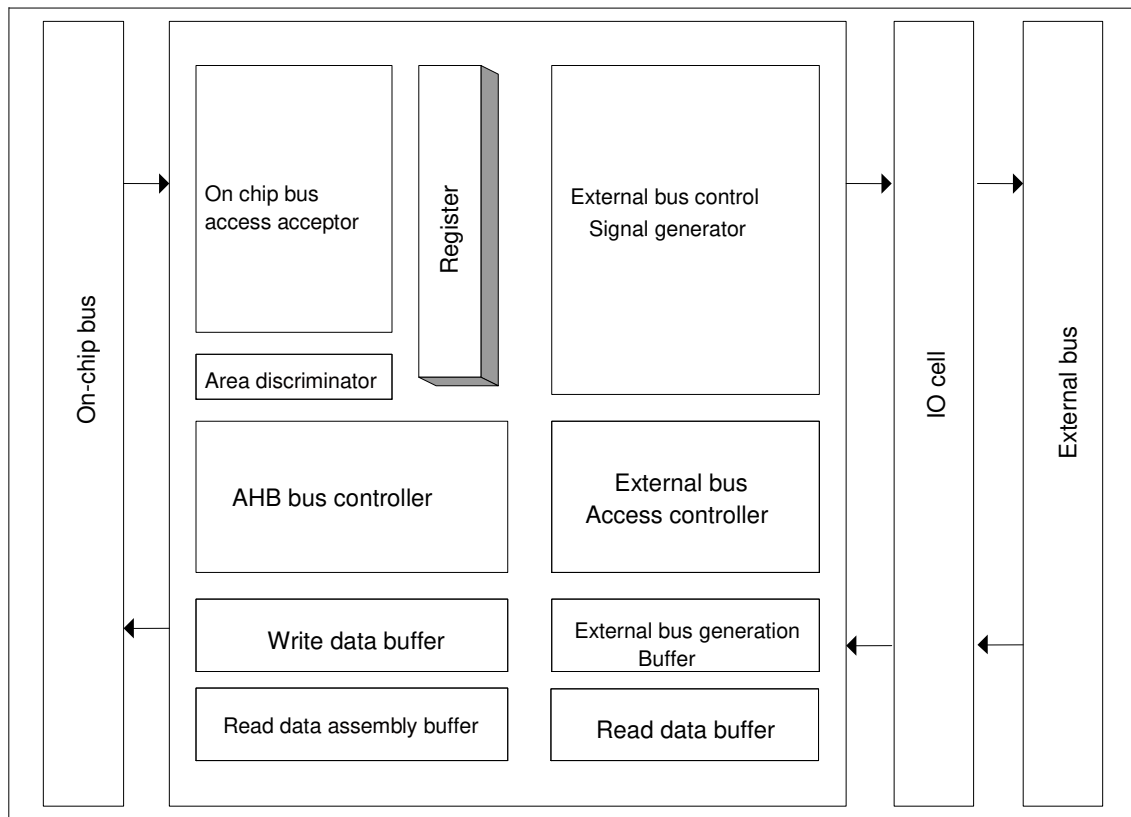 On-chip bus
On chip bus
access acceptor
Register
External bus control
Signal generator
Area discriminator
AHB bus controller
External bus
Access controller
Write data buffer
External bus generation
Buffer
Read data assembly buffer
Read data buffer
IO cell
External bus